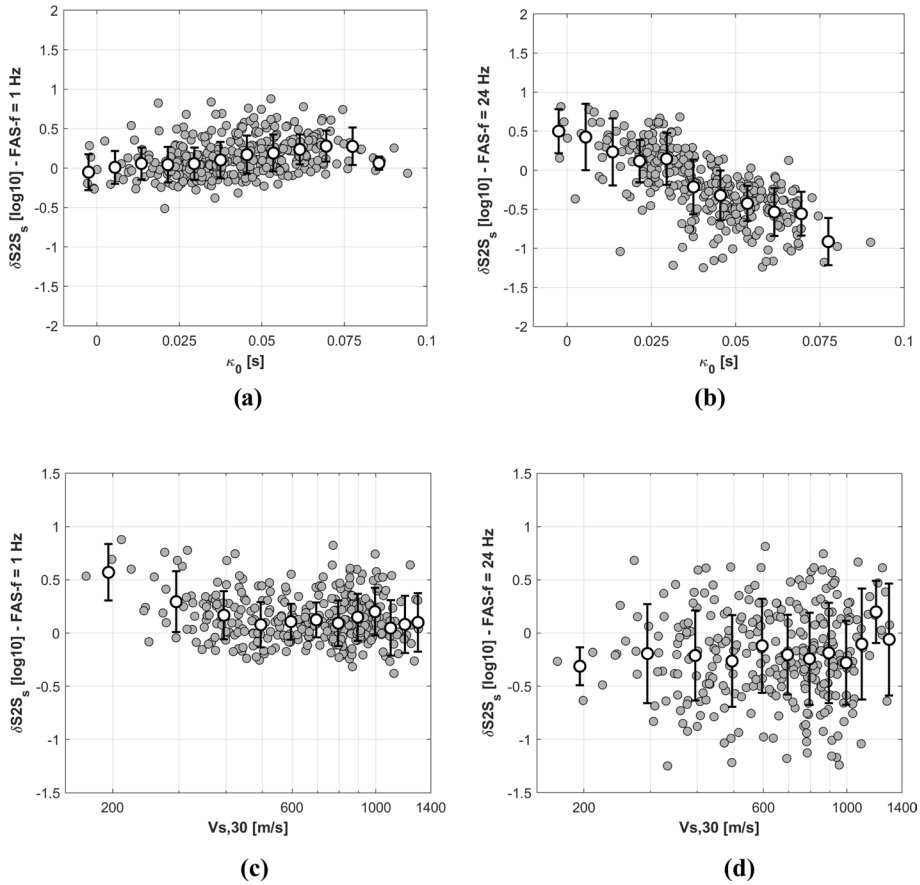 2
1.5
1
0.5
0
-0.5
-1
-1.5
-2
δS2Sₛ [log10] - FAS-f = 1 Hz
0 0.025 0.05 0.075 0.1
κ₀ [s]
(a)
2
1.5
1
0.5
0
-0.5
-1
-1.5
-2
δS2Sₛ [log10] - FAS-f = 24 Hz
0 0.025 0.05 0.075 0.1
κ₀ [s]
(b)
1.5
1
0.5
0
-0.5
-1
-1.5
δS2Sₛ [log10] - FAS-f = 1 Hz
200 600 1000 1400
Vs,30 [m/s]
(c)
1.5
1
0.5
0
-0.5
-1
-1.5
δS2Sₛ [log10] - FAS-f = 24 Hz
200 600 1000 1400
Vs,30 [m/s]
(d)